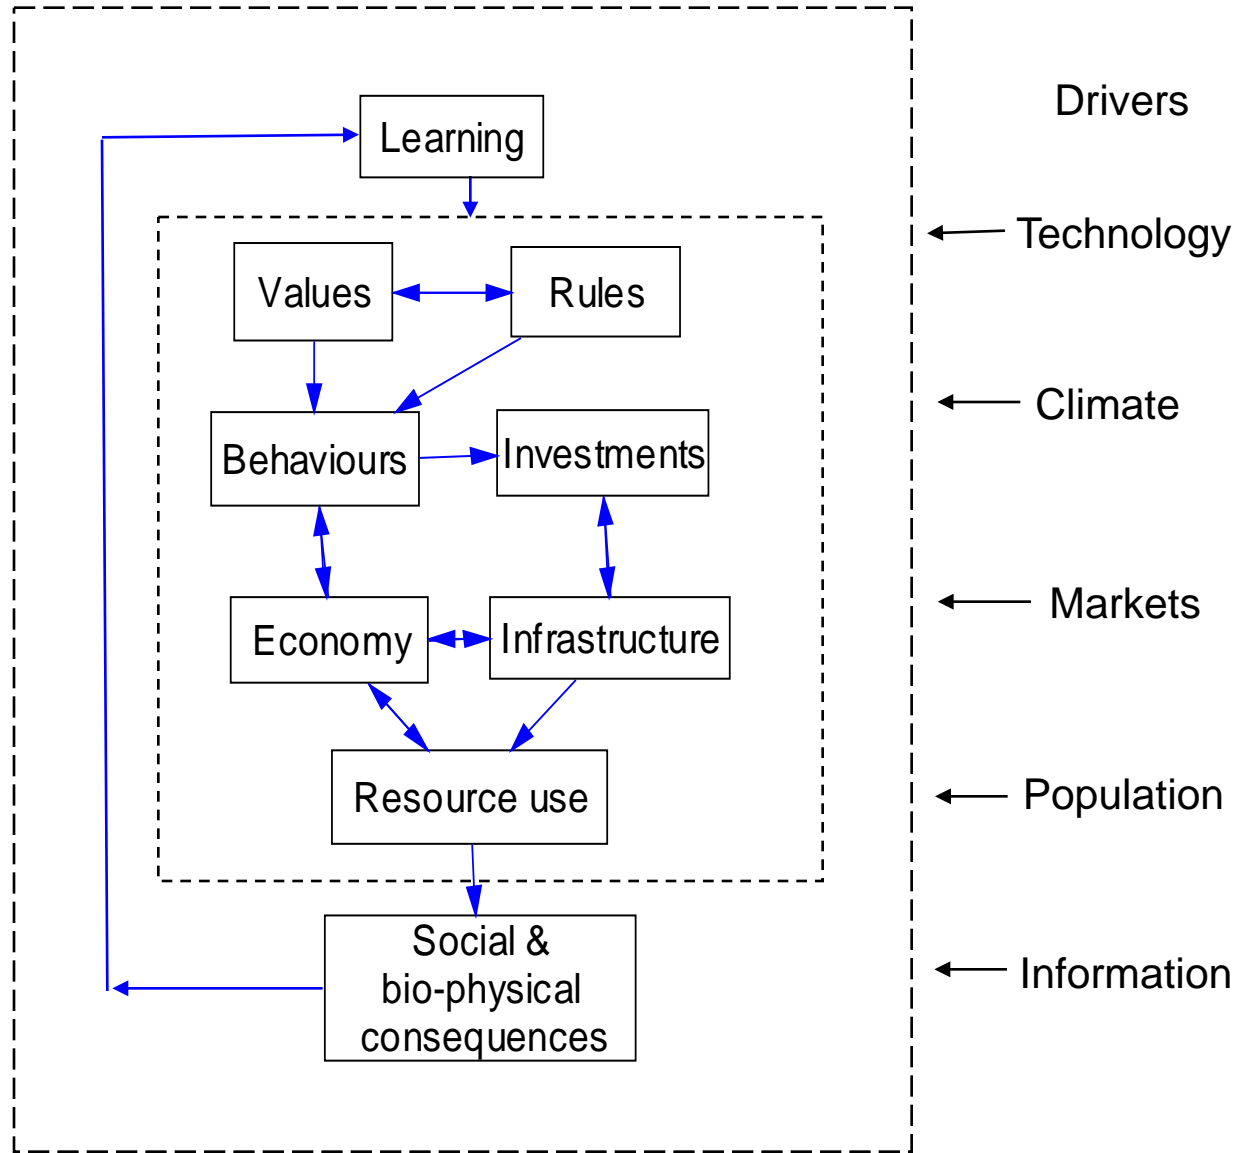 Drivers
Learning
Technology
Values
Rules
Climate
Behaviours
Investments
Markets
Economy
Infrastructure
Resource use
Population
Social &
bio-physical
consequences
Information